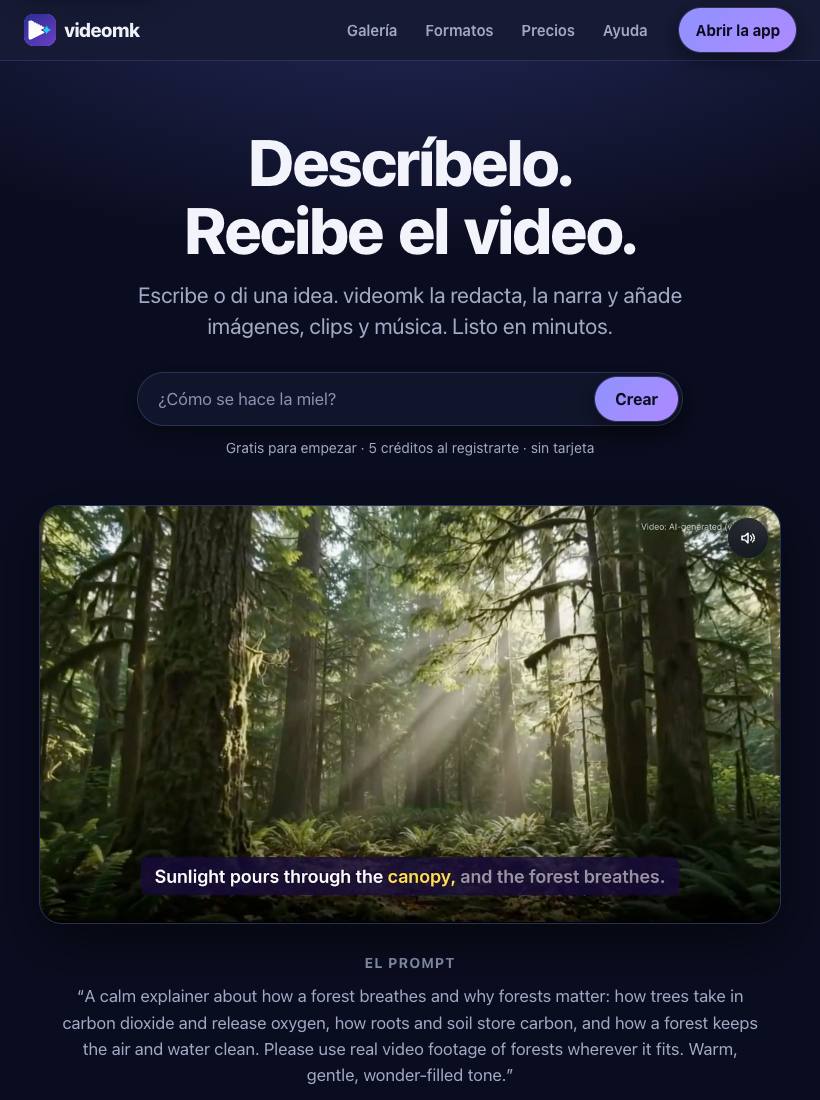 videomk
Galería
Formatos
Precios
Ayuda
Abrir la app
Descríbelo.
Recibe el video.
Escribe o di una idea. videomk la redacta, la narra y añade
imágenes, clips y música. Listo en minutos.
¿Cómo se hace la miel?
Crear
Gratis para empezar · 5 créditos al registrarte · sin tarjeta
Video: AI-generated
Sunlight pours through the canopy, and the forest breathes.
EL PROMPT
“A calm explainer about how a forest breathes and why forests matter: how trees take in
carbon dioxide and release oxygen, how roots and soil store carbon, and how a forest keeps
the air and water clean. Please use real video footage of forests wherever it fits. Warm,
gentle, wonder-filled tone.”